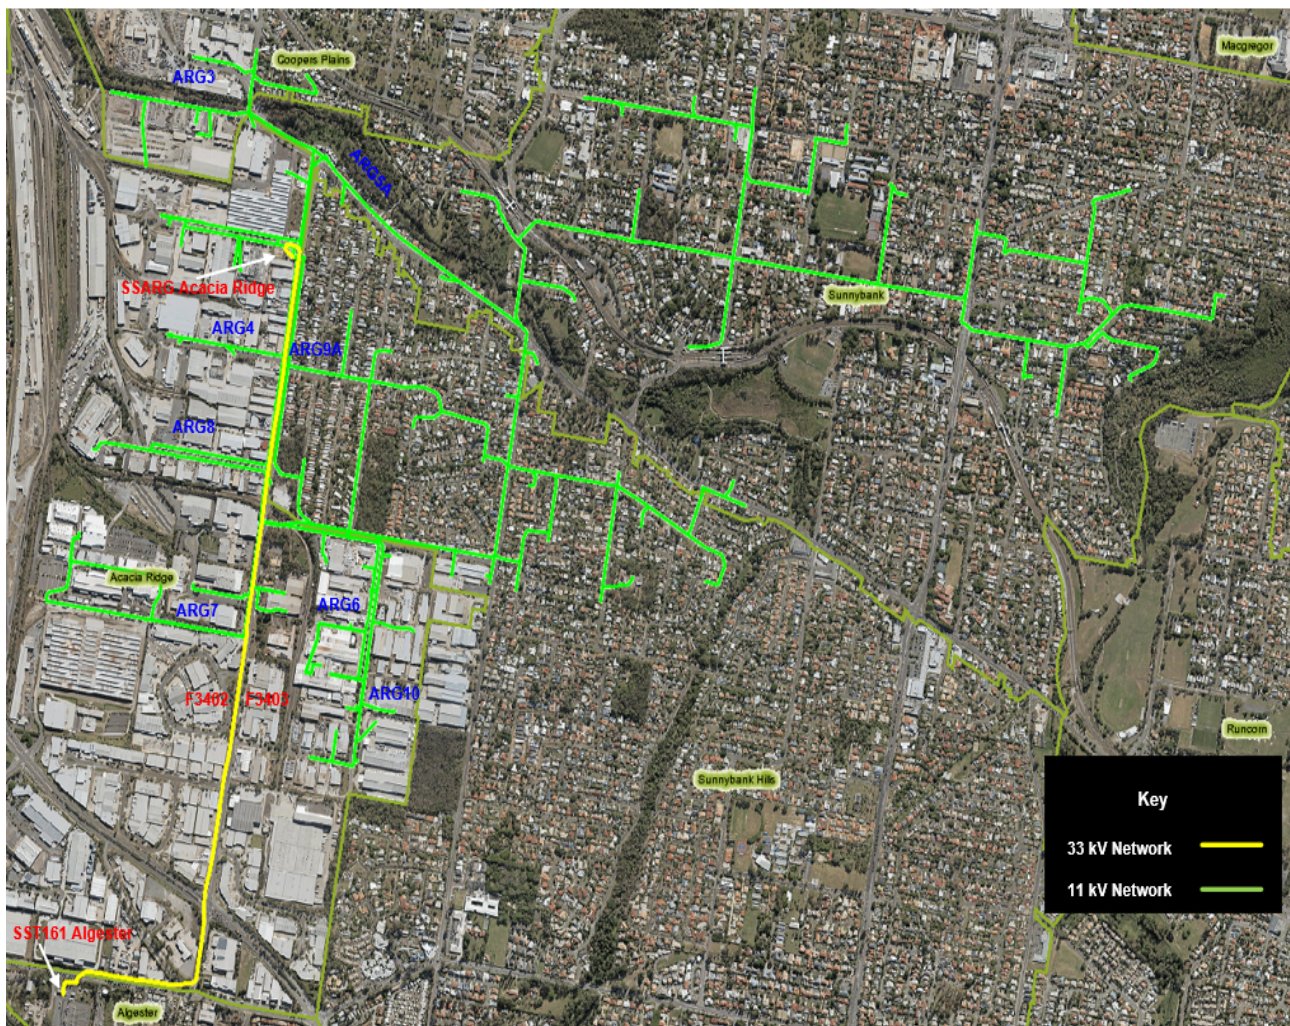 Macgregor
Coopers Plains
ARG3
ARG5A
SSARG Acacia Ridge
Sunnybank
ARG4
ARG9A
ARG8
Acacia Ridge
ARG7
ARG6
F3402
F3403
ARG10
Runcorn
Sunnybank Hills
Key
33 kV Network
11 kV Network
SST161 Algester
Algester